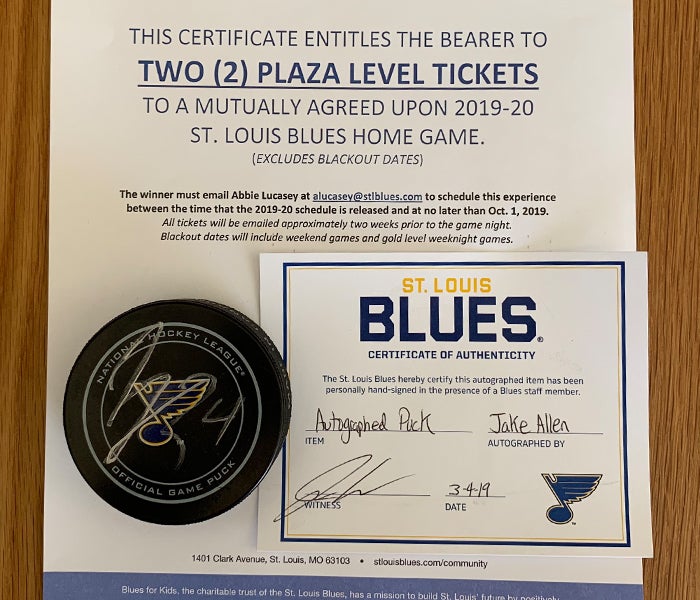 THIS CERTIFICATE ENTITLES THE BEARER TO
TWO (2) PLAZA LEVEL TICKETS
TO A MUTUALLY AGREED UPON 2019-20
ST. LOUIS BLUES HOME GAME.
(EXCLUDES BLACKOUT DATES)
The winner must email Abbie Lucasey at alucasey@stlblues.com to schedule this experience
between the time that the 2019-20 schedule is released and at no later than Oct. 1, 2019.
All tickets will be emailed approximately two weeks prior to the game night.
Blackout dates will include weekend games and gold level weeknight games.
NATIONAL HOCKEY LEAGUE
34
OFFICIAL GAME PUCK
ST. LOUIS
BLUES
CERTIFICATE OF AUTHENTICITY
The St. Louis Blues hereby certify this autographed item has been
personally hand-signed in the presence of a Blues staff member.
Autographed Puck Jake Allen
ITEM AUTOGRAPHED BY
3-4-19
WITNESS DATE
1401 Clark Avenue, St. Louis, MO 63103 • stlouisblues.com/community
Blues for Kids, the charitable trust of the St. Louis Blues, has a mission to build St. Louis' future by positively